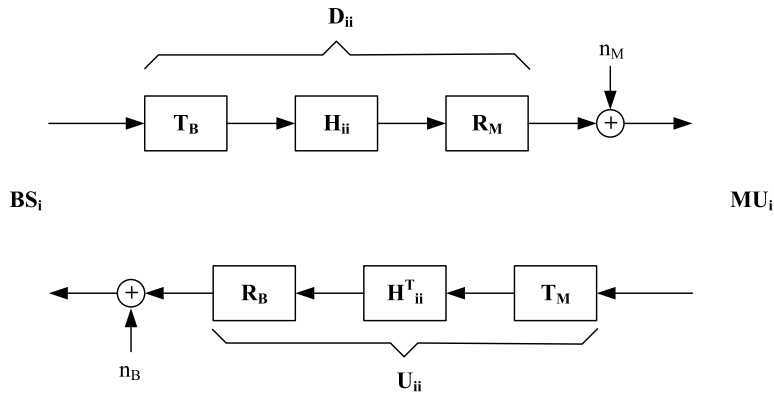 D_ii
n_M
T_B
H_ii
R_M
+
BS_i
MU_i
+
R_B
H^T_ii
T_M
n_B
U_ii